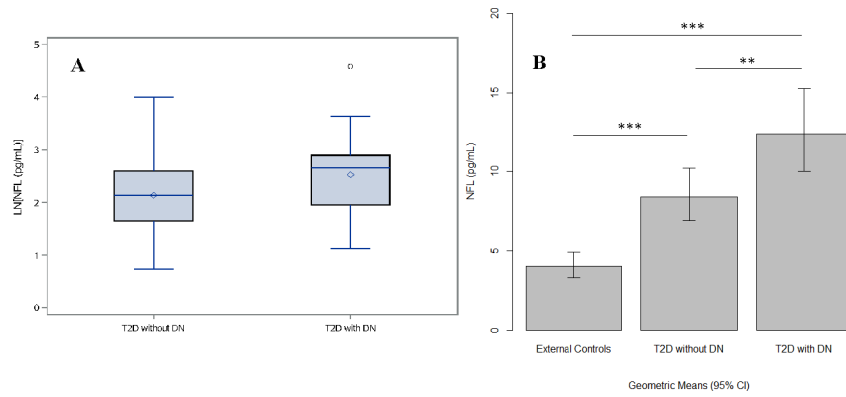 A
LN[NFL (pg/mL)
5
4
3
2
1
0
T2D without DN
T2D with DN
B
NFL (pg/mL)
20
15
10
5
0
***
**
***
External Controls
T2D without DN
T2D with DN
Geometric Means (95% CI)